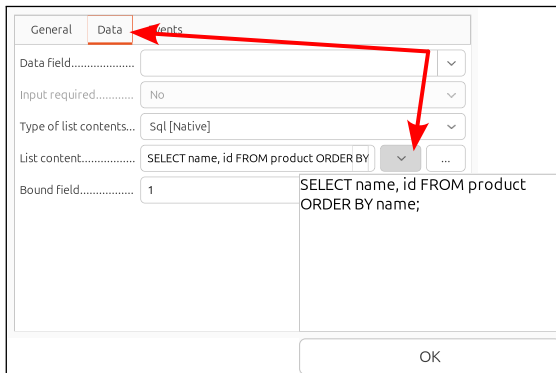 General Data vents
Data field...................
Input required............ No
Type of list contents... Sql [Native]
List content................ SELECT name, id FROM product ORDER BY ...
Bound field................ 1
SELECT name, id FROM product
ORDER BY name;
OK